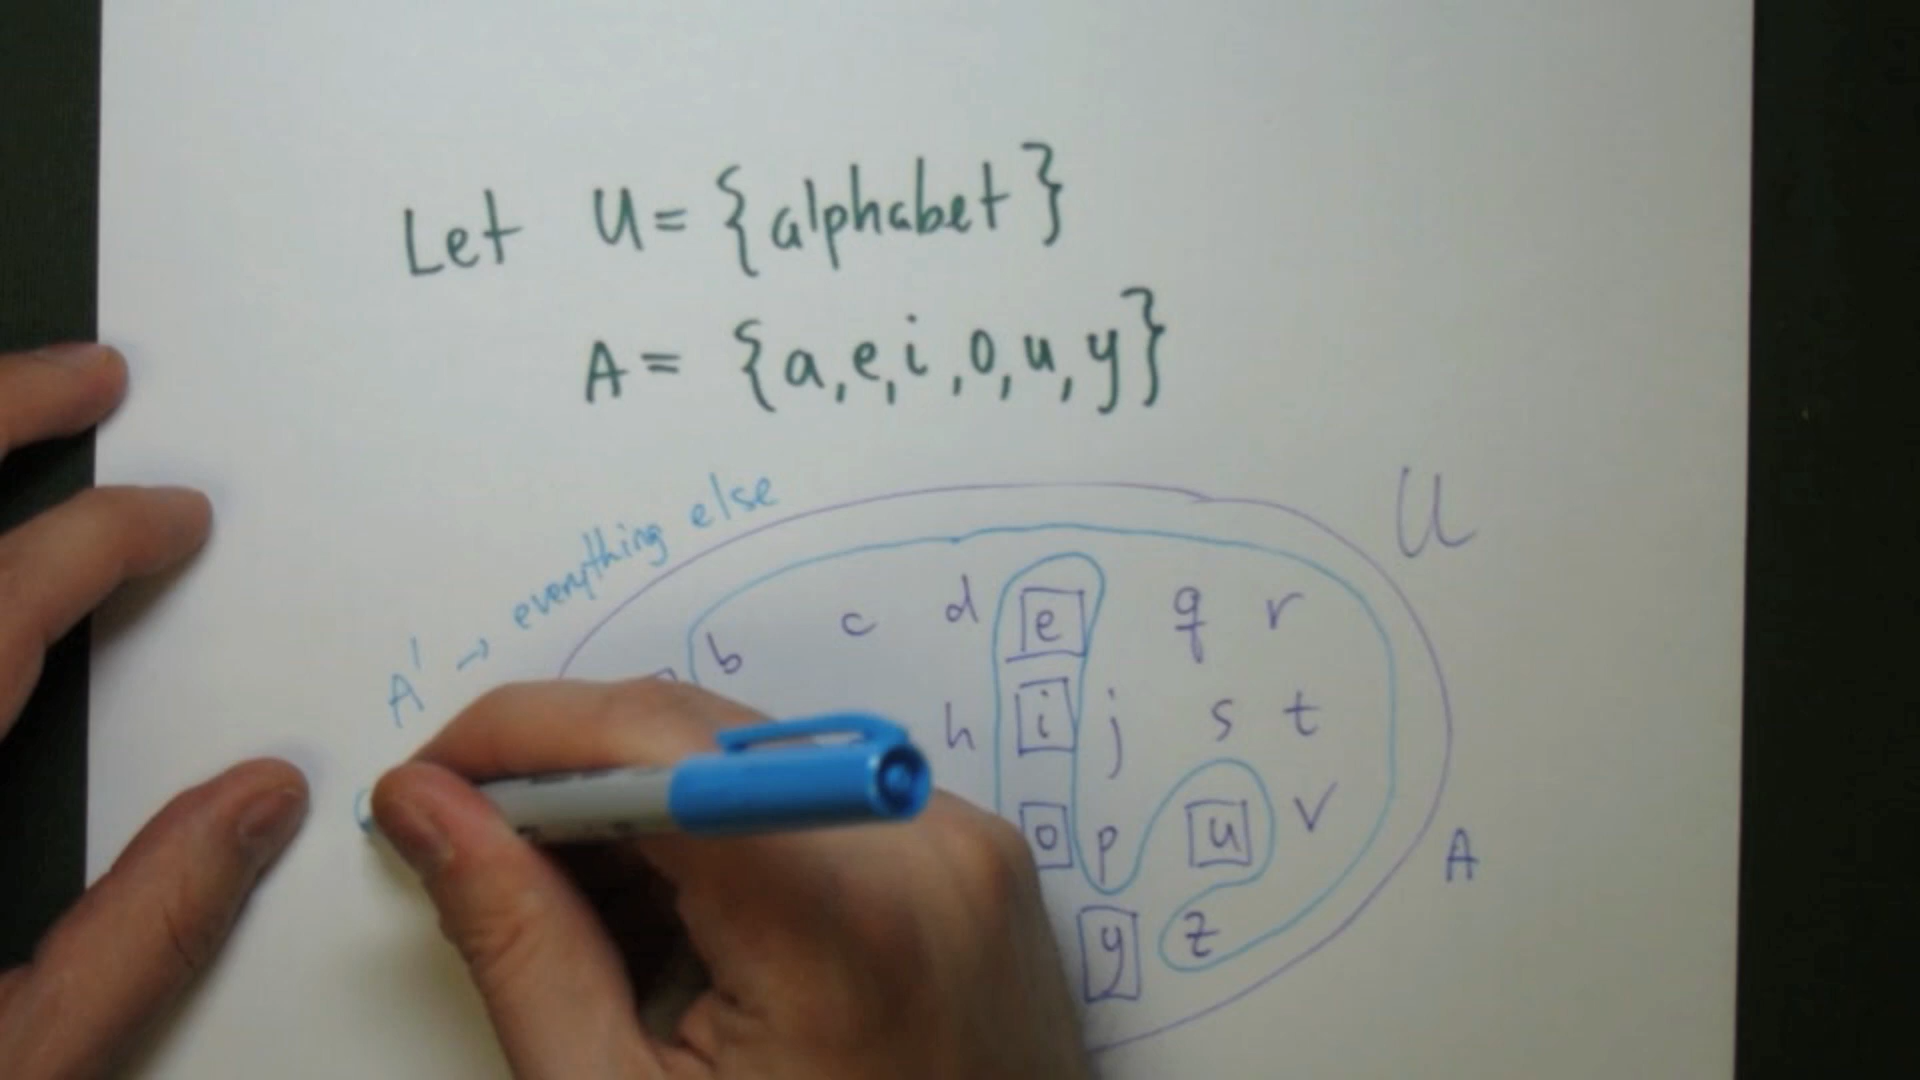 Let U = {alphabet}
A = {a, e, i, o, u, y}
A' → everything else
U
b c d e q r
h i j s t
o p u v
A
y z